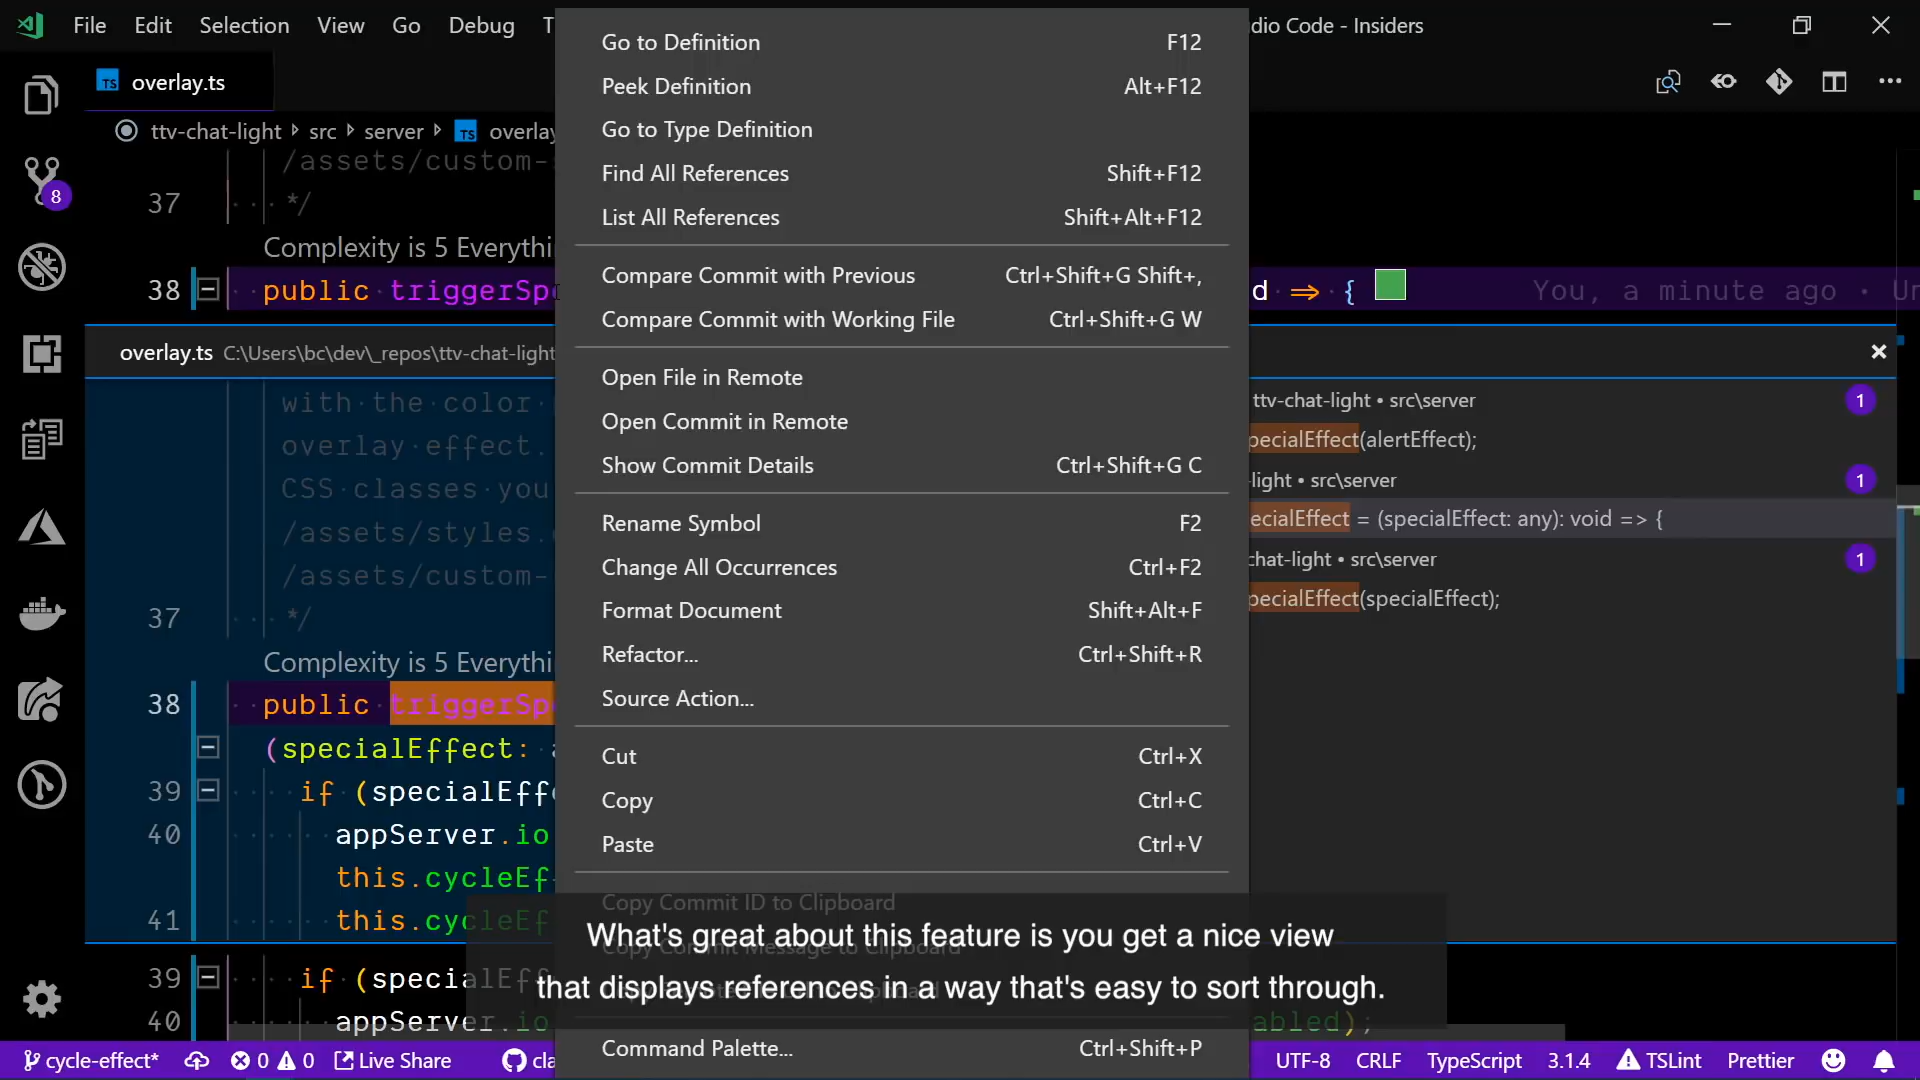 File Edit Selection View Go Debug T
dio Code - Insiders
TS overlay.ts
ttv-chat-light src server TS overlay
/assets/custom-
37 */
Complexity is 5 Everythi
38 public triggerSp
d => {
You, a minute ago • Un
overlay.ts C:\Users\bc\dev\_repos\ttv-chat-light
with the color
overlay effect.
CSS classes you
/assets/styles.
/assets/custom-
37 */
Complexity is 5 Everythi
38 public triggerSp
(specialEffect:
39 if (specialEff
40 appServer.io
this.cycleEf
41 this.cycleEf
39 if (specialEff
40 appServer.io
abled);
8
Go to Definition F12
Peek Definition Alt+F12
Go to Type Definition
Find All References Shift+F12
List All References Shift+Alt+F12
Compare Commit with Previous Ctrl+Shift+G Shift+,
Compare Commit with Working File Ctrl+Shift+G W
Open File in Remote
Open Commit in Remote
Show Commit Details Ctrl+Shift+G C
Rename Symbol F2
Change All Occurrences Ctrl+F2
Format Document Shift+Alt+F
Refactor... Ctrl+Shift+R
Source Action...
Cut Ctrl+X
Copy Ctrl+C
Paste Ctrl+V
Copy Commit ID to Clipboard
Copy Commit Message to Clipboard
Command Palette... Ctrl+Shift+P
ttv-chat-light • src\server 1
pecialEffect(alertEffect);
-light • src\server 1
ecialEffect = (specialEffect: any): void => {
chat-light • src\server 1
pecialEffect(specialEffect);
What's great about this feature is you get a nice view
that displays references in a way that's easy to sort through.
cycle-effect* 0 0 Live Share cla
UTF-8 CRLF TypeScript 3.1.4 TSLint Prettier